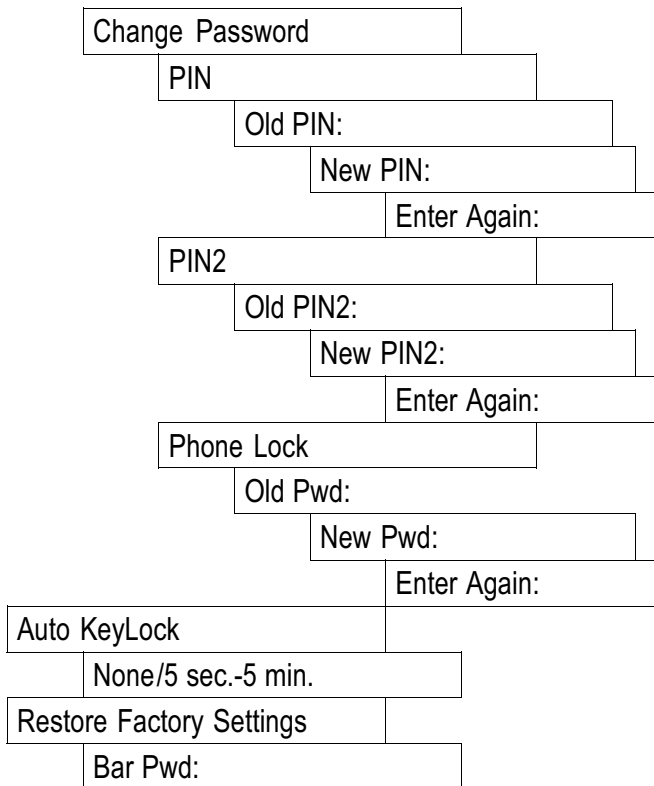 Change Password
PIN
Old PIN:
New PIN:
Enter Again:
PIN2
Old PIN2:
New PIN2:
Enter Again:
Phone Lock
Old Pwd:
New Pwd:
Enter Again:
Auto KeyLock
None/5 sec.-5 min.
Restore Factory Settings
Bar Pwd: